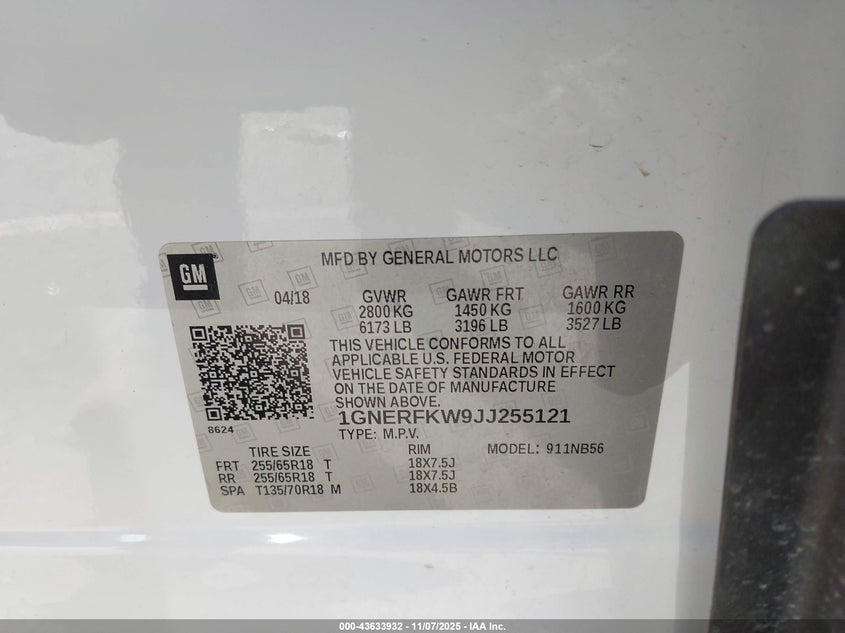 GM
MFD BY GENERAL MOTORS LLC
04/18 GVWR GAWR FRT GAWR RR
2800 KG 1450 KG 1600 KG
6173 LB 3196 LB 3527 LB
THIS VEHICLE CONFORMS TO ALL
APPLICABLE U.S. FEDERAL MOTOR
VEHICLE SAFETY STANDARDS IN EFFECT
ON THE DATE OF MANUFACTURE
SHOWN ABOVE.
8624
1GNERFKW9JJ255121
TYPE: M.P.V.
TIRE SIZE RIM MODEL: 911NB56
FRT 255/65R18 T 18X7.5J
RR 255/65R18 T 18X7.5J
SPA T135/70R18 M 18X4.5B
000-43633932 - 11/07/2025 - IAA Inc.